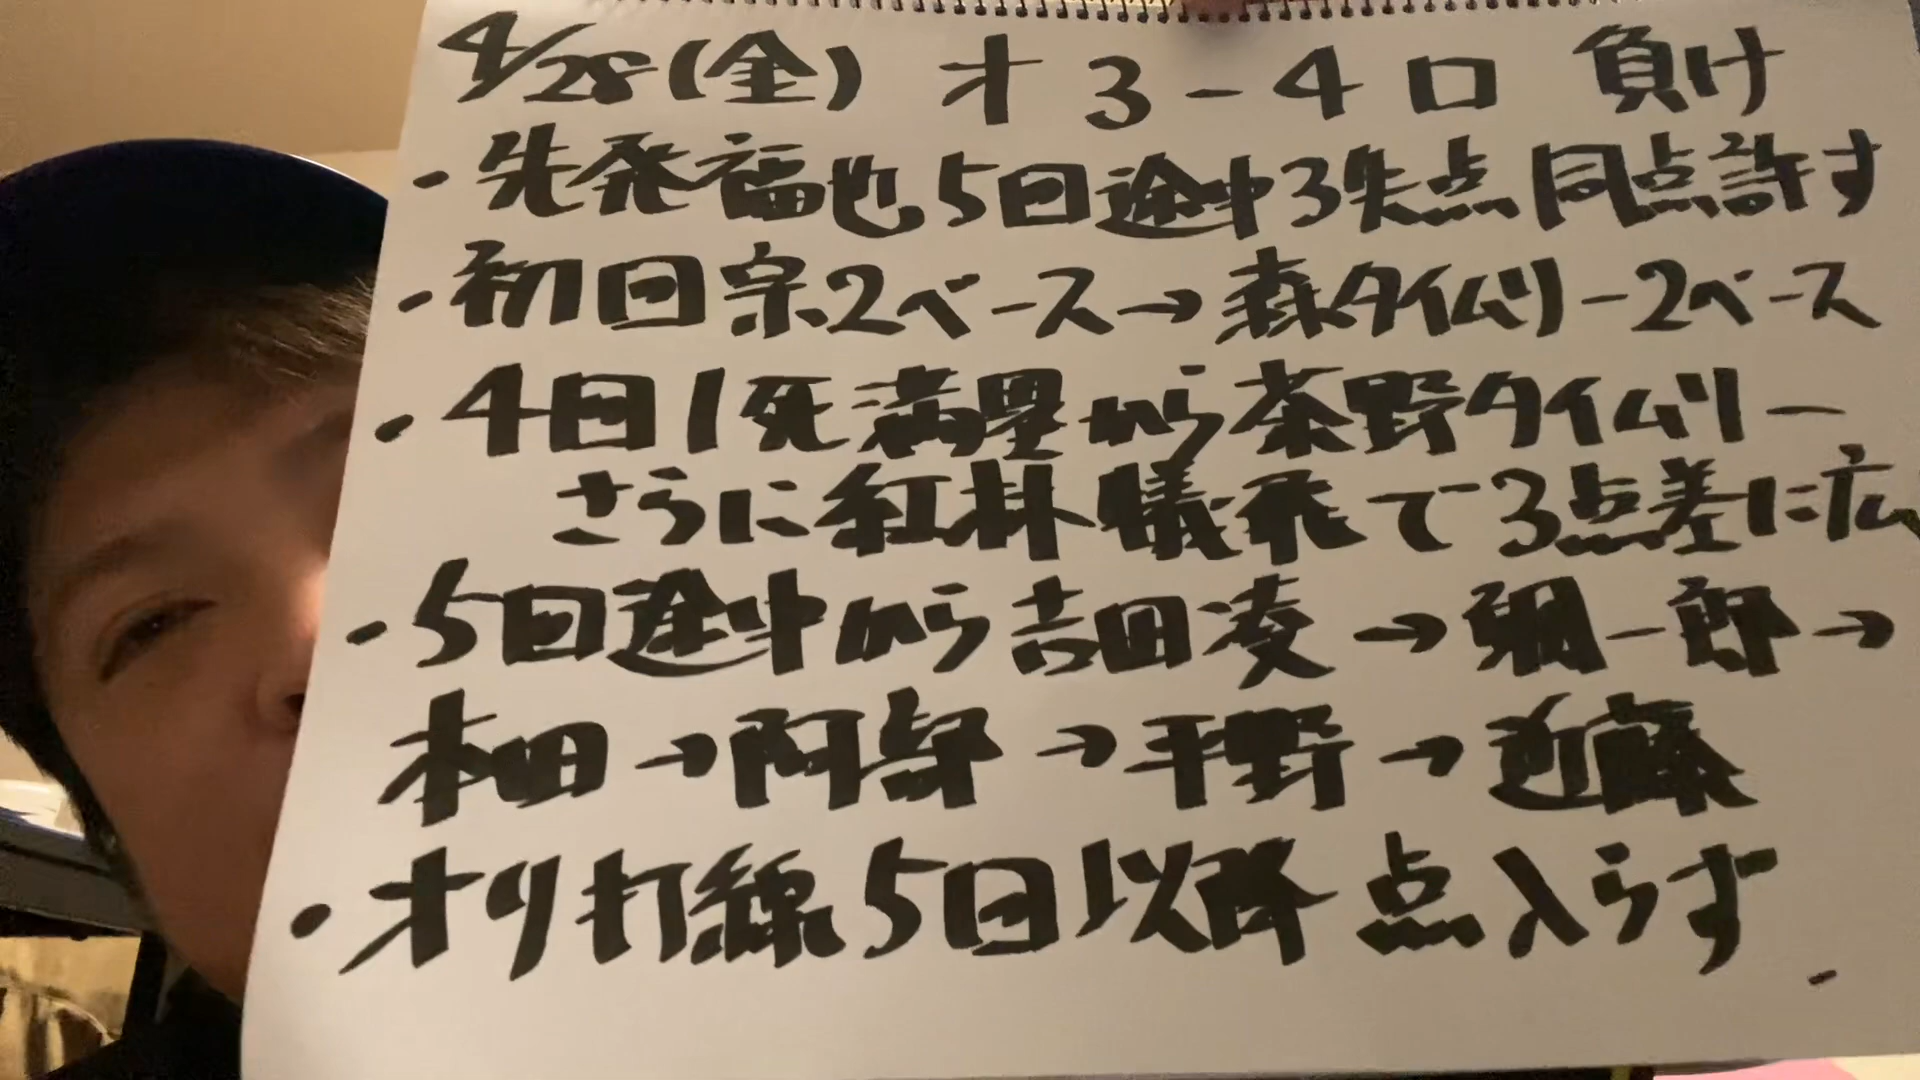 4/28(金) オ 3-4 ロ 負け
・先発福也5回途中3失点同点許す
・初回宗2ベース→森タイムリー2ベース
・4回1死満塁から茶野タイムリー
さらに紅林犠飛で3点差に広
・5回途中から吉田凌→颯一郎→
本田→阿部→平野→近藤
・オリ打線5回以降点入らず